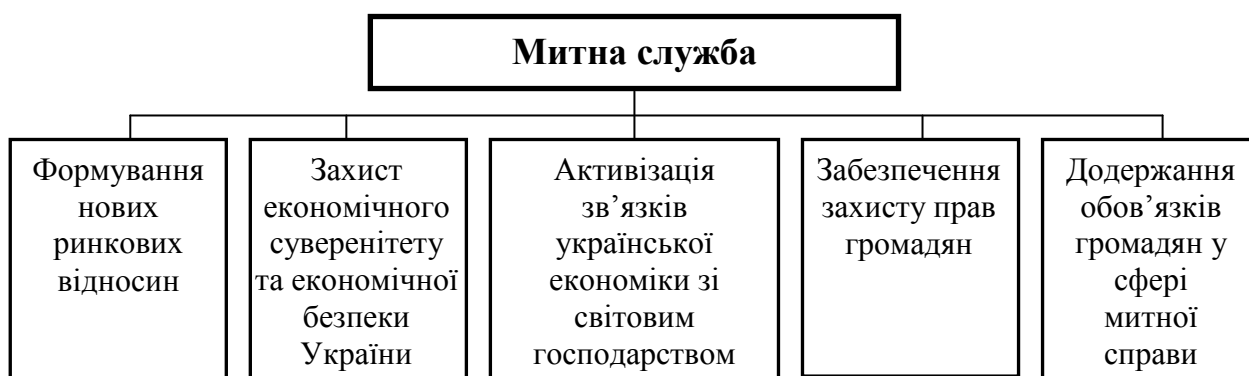 Митна служба
Формування
нових
ринкових
відносин
Захист
економічного
суверенітету
та економічної
безпеки
України
Активізація
зв’язків
української
економіки зі
світовим
господарством
Забезпечення
захисту прав
громадян
Додержання
обов’язків
громадян у
сфері
митної
справи